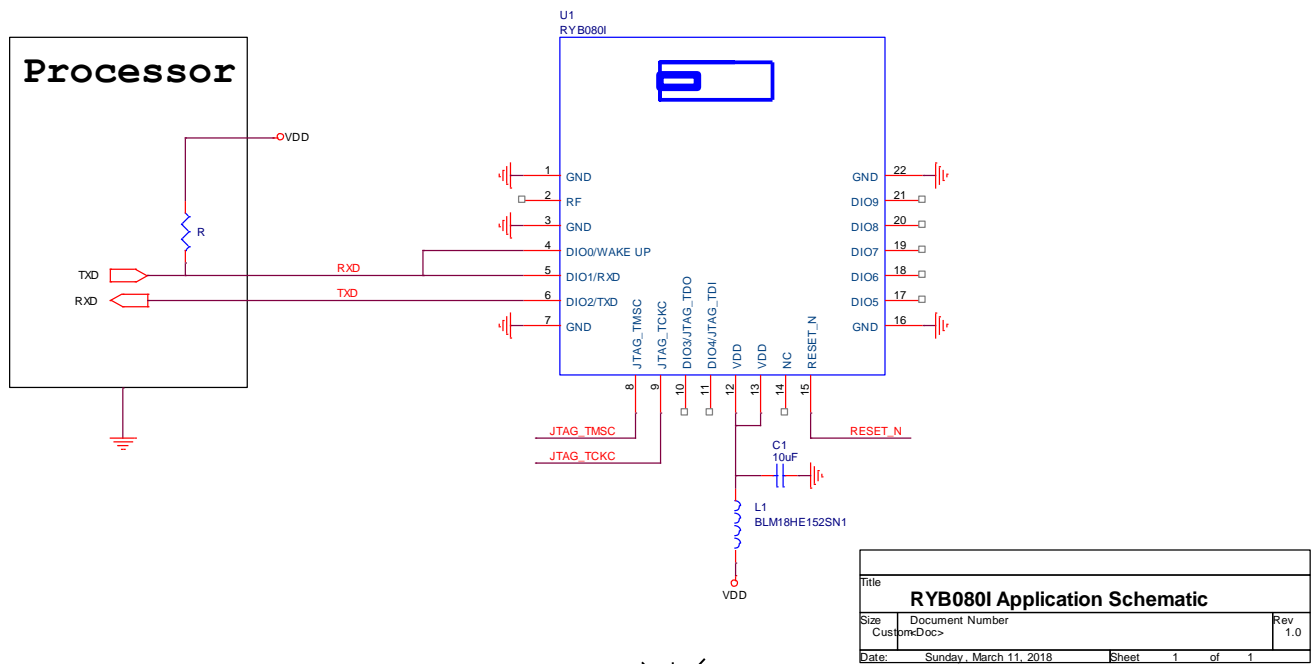 U1
RYB080I
Processor
VDD
R
TXD
RXD
RXD
TXD
1 GND
2 RF
3 GND
4 DIO0/WAKE UP
5 DIO1/RXD
6 DIO2/TXD
7 GND
GND 22
DIO9 21
DIO8 20
DIO7 19
DIO6 18
DIO5 17
GND 16
JTAG_TMSC
JTAG_TCKC
DIO3/JTAG_TDO
DIO4/JTAG_TDI
VDD
VDD
NC
RESET_N
8
9
10
11
12
13
14
15
JTAG_TMSC
JTAG_TCKC
RESET_N
C1
10uF
L1
BLM18HE152SN1
VDD
Title
RYB080I Application Schematic
Size Document Number Rev
Custom <Doc> 1.0
Date: Sunday, March 11, 2018 Sheet 1 of 1